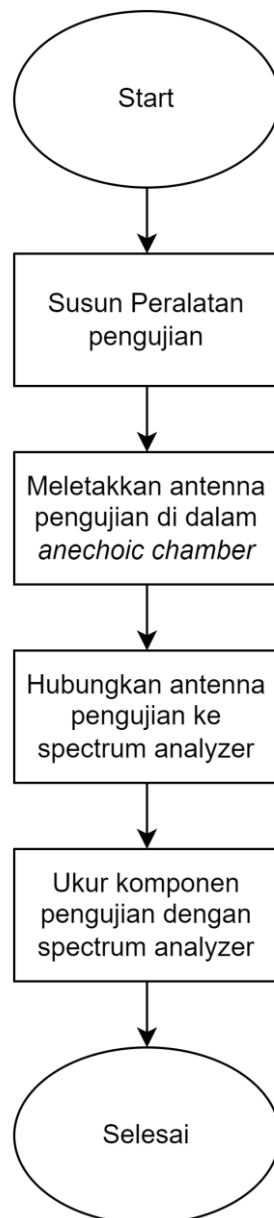 Start
Susun Peralatan
pengujian
Meletakkan antenna
pengujian di dalam
anechoic chamber
Hubungkan antenna
pengujian ke
spectrum analyzer
Ukur komponen
pengujian dengan
spectrum analyzer
Selesai